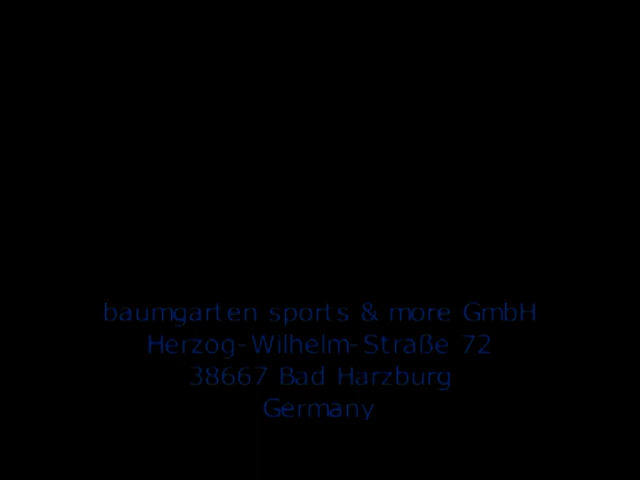 baumgarten sports & more GmbH
Herzog-Wilhelm-Straße 72
38667 Bad Harzburg
Germany